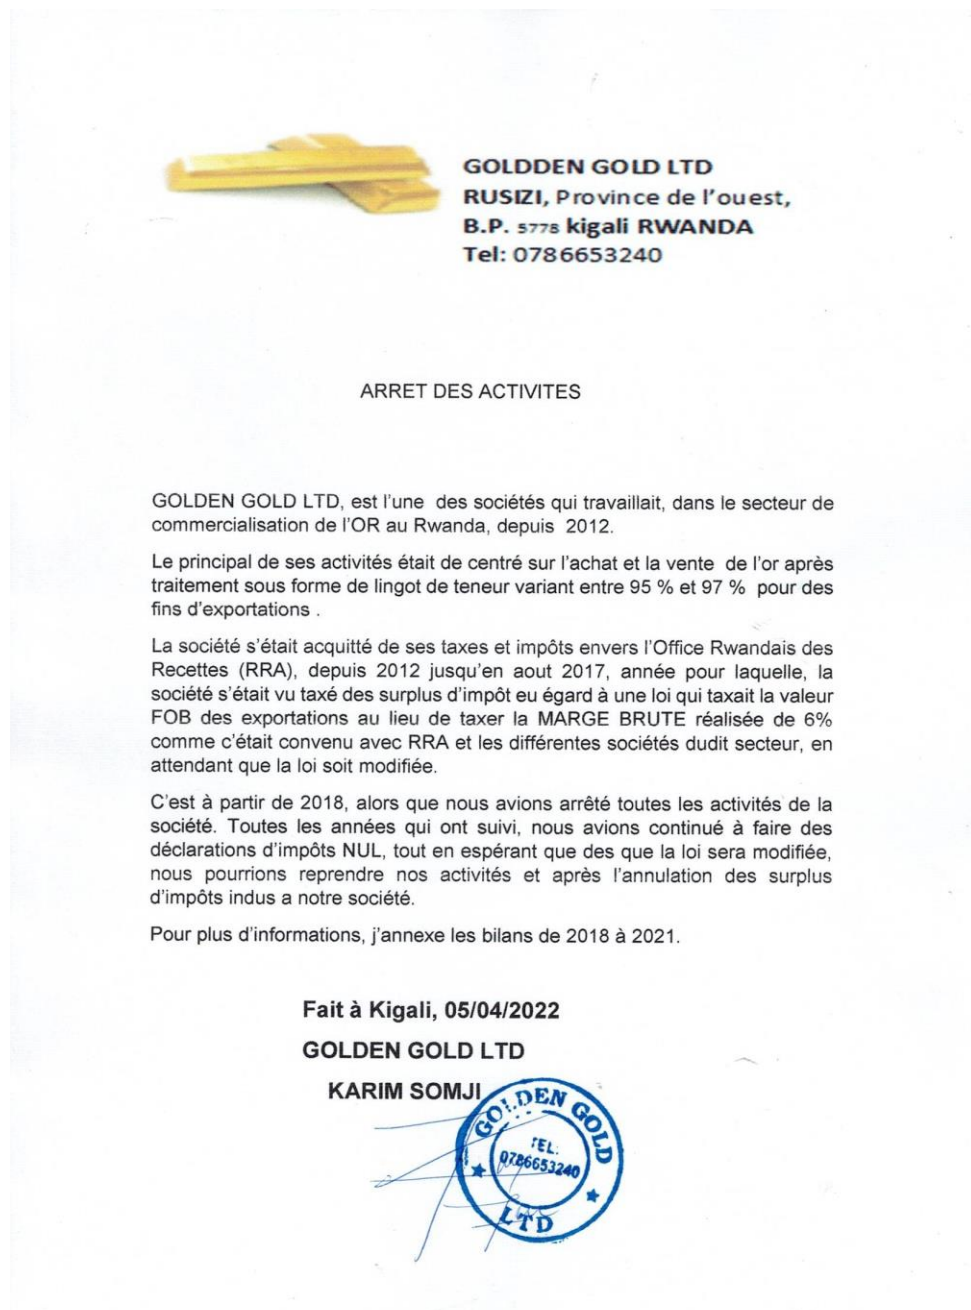 GOLDDEN GOLD LTD
RUSIZI, Province de l'ouest,
B.P. 5778 kigali RWANDA
Tel: 0786653240
ARRET DES ACTIVITES
GOLDEN GOLD LTD, est l'une des sociétés qui travaillait, dans le secteur de
commercialisation de l'OR au Rwanda, depuis 2012.
Le principal de ses activités était de centré sur l'achat et la vente de l'or après
traitement sous forme de lingot de teneur variant entre 95 % et 97 % pour des
fins d'exportations .
La société s'était acquitté de ses taxes et impôts envers l'Office Rwandais des
Recettes (RRA), depuis 2012 jusqu'en aout 2017, année pour laquelle, la
société s'était vu taxé des surplus d'impôt eu égard à une loi qui taxait la valeur
FOB des exportations au lieu de taxer la MARGE BRUTE réalisée de 6%
comme c'était convenu avec RRA et les différentes sociétés dudit secteur, en
attendant que la loi soit modifiée.
C'est à partir de 2018, alors que nous avions arrêté toutes les activités de la
société. Toutes les années qui ont suivi, nous avions continué à faire des
déclarations d'impôts NUL, tout en espérant que des que la loi sera modifiée,
nous pourrions reprendre nos activités et après l'annulation des surplus
d'impôts indus a notre société.
Pour plus d'informations, j'annexe les bilans de 2018 à 2021.
Fait à Kigali, 05/04/2022
GOLDEN GOLD LTD
KARIM SOMJI
GOLDEN GOLD
TEL:
0786653240
LTD